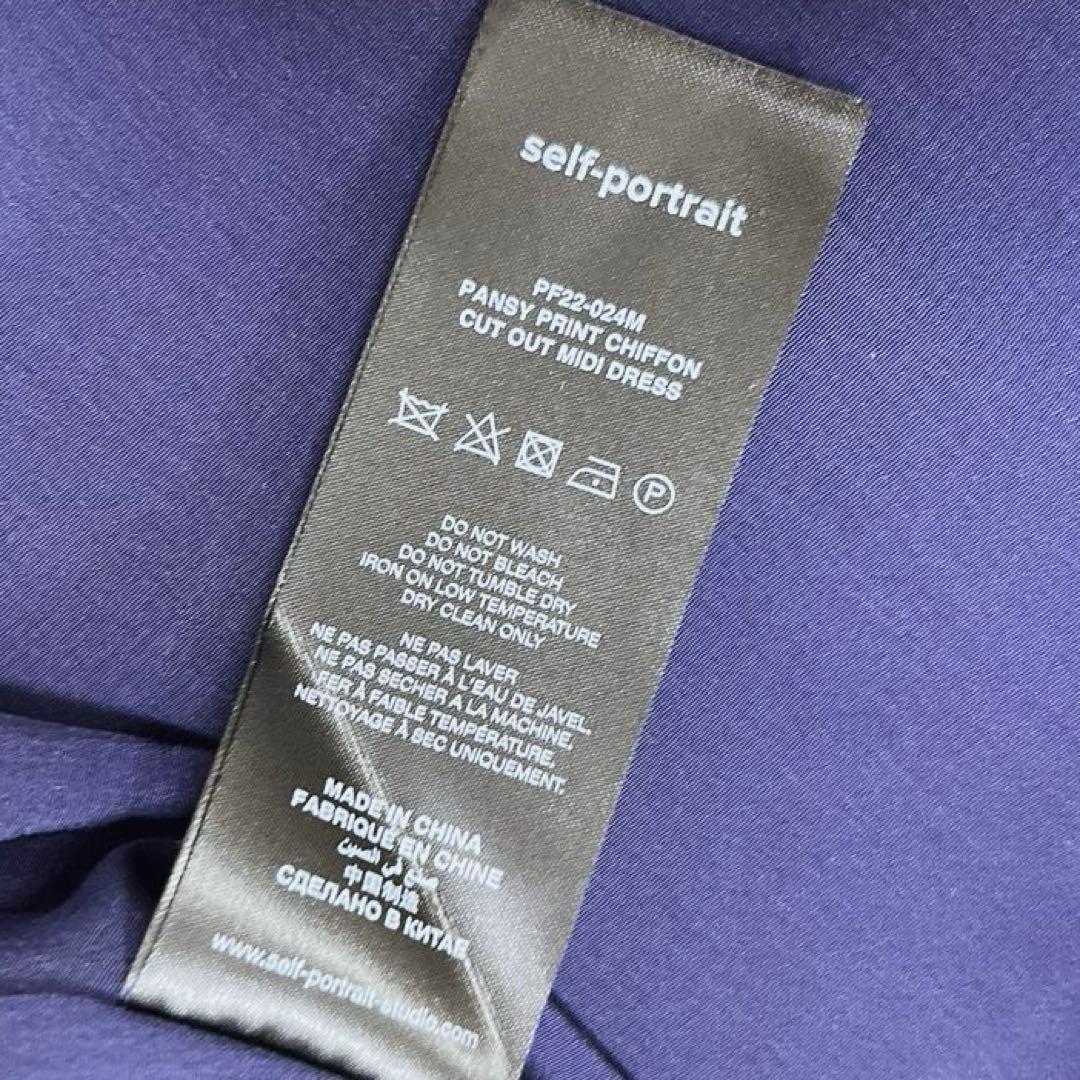 self-portrait
PF22-024M
PANSY PRINT CHIFFON
CUT OUT MIDI DRESS
P
DO NOT WASH
DO NOT BLEACH
DO NOT TUMBLE DRY
IRON ON LOW TEMPERATURE
DRY CLEAN ONLY
NE PAS LAVER
NE PAS PASSER À L'EAU DE JAVEL.
NE PAS SECHER A LA MACHINE.
FER À FAIBLE TEMPÉRATURE.
NETTOYAGE À SEC UNIQUEMENT.
MADE IN CHINA
FABRIQUÉ EN CHINE
صنع في الصين
中国制造
СДЕЛАНО В КИТАЕ
www.self-portrait-studio.com